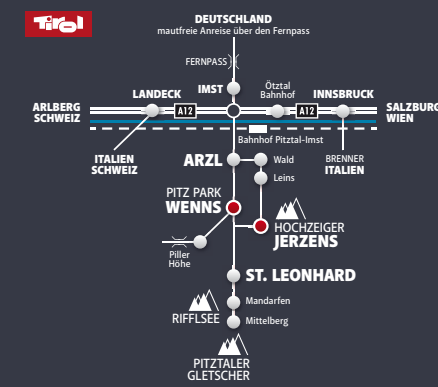 Tirol
DEUTSCHLAND
mautfreie Anreise über den Fernpass
FERNPASS
IMST
Ötztal
Bahnhof
LANDECK
A12
A12
INNSBRUCK
ARLBERG
SCHWEIZ
SALZBURG
WIEN
Bahnhof Pitztal-Imst
ITALIEN
SCHWEIZ
ARZL
Wald
BRENNER
ITALIEN
Leins
PITZ PARK
WENNS
HOCHZEIGER
JERZENS
Piller
Höhe
ST. LEONHARD
Mandarfen
RIFFLSEE
Mittelberg
PITZTALER
GLETSCHER